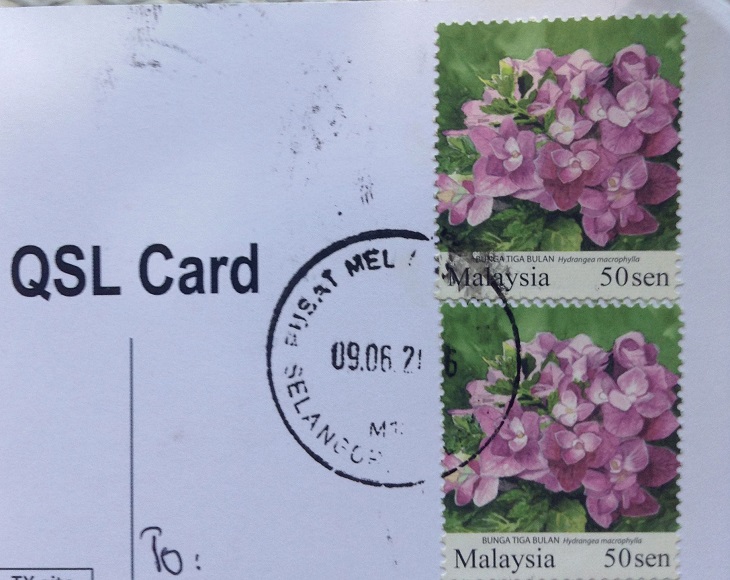 BUNGA TIGA BULAN Hydrangea macrophylla
Malaysia 50sen
QSL Card
PUSAT MEL
09.06.2 6
SELANGOR
BUNGA TIGA BULAN Hydrangea macrophylla
Malaysia 50sen
To: